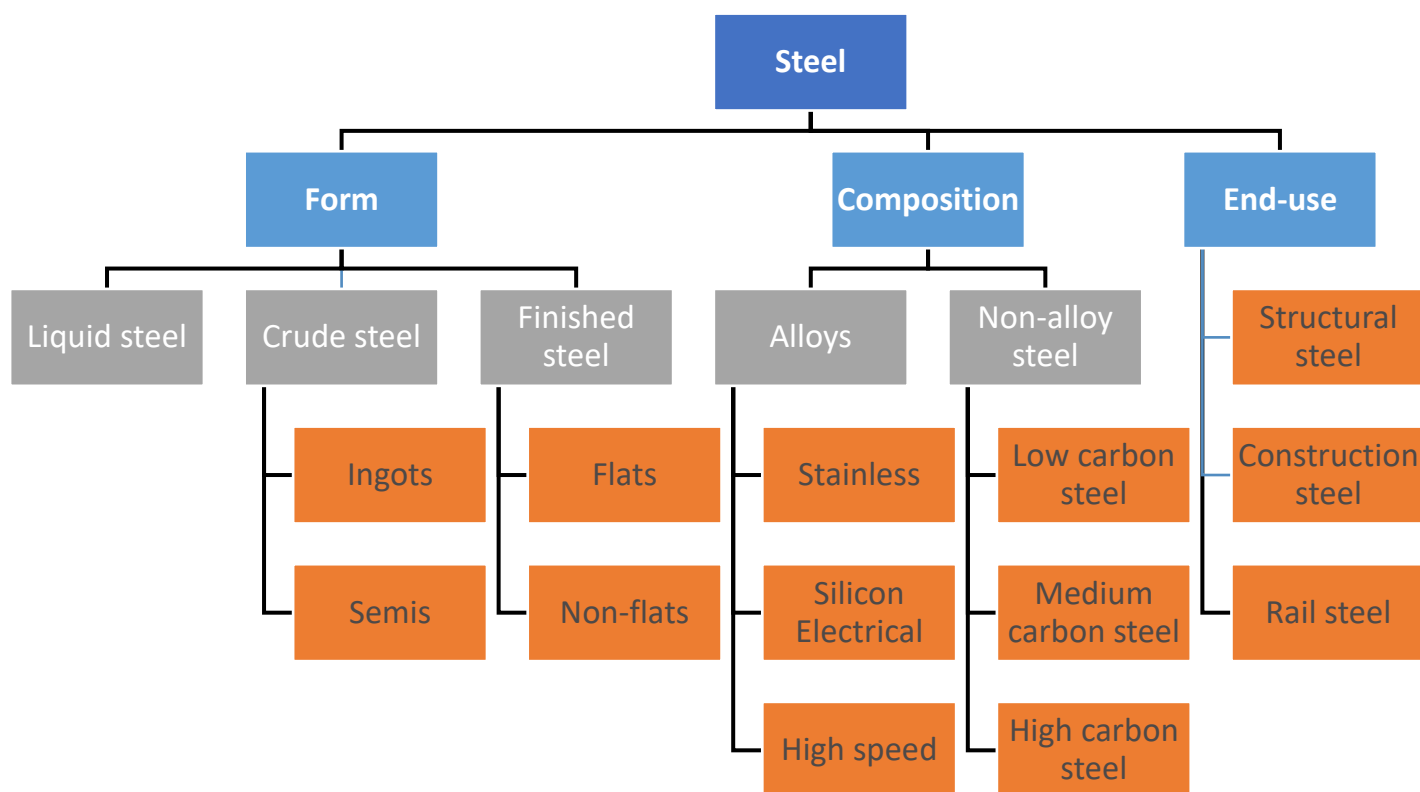 Steel
Form
Composition
End-use
Liquid steel
Crude steel
Finished
steel
Alloys
Non-alloy
steel
Structural
steel
Ingots
Flats
Stainless
Low carbon
steel
Construction
steel
Semis
Non-flats
Silicon
Electrical
Medium
carbon steel
Rail steel
High speed
High carbon
steel